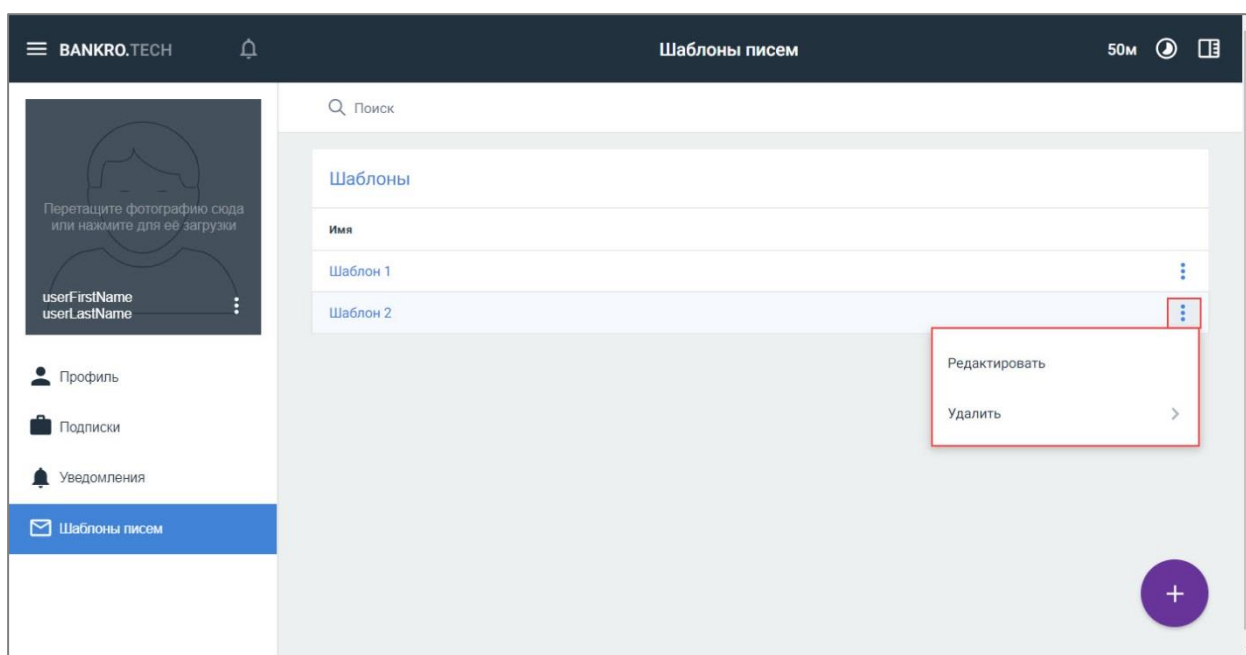 BANKRO.TECH
Шаблоны писем
50м
Поиск
Перетащите фотографию сюда
или нажмите для её загрузки
userFirstName
userLastName
Профиль
Подписки
Уведомления
Шаблоны писем
Шаблоны
Имя
Шаблон 1
Шаблон 2
Редактировать
Удалить